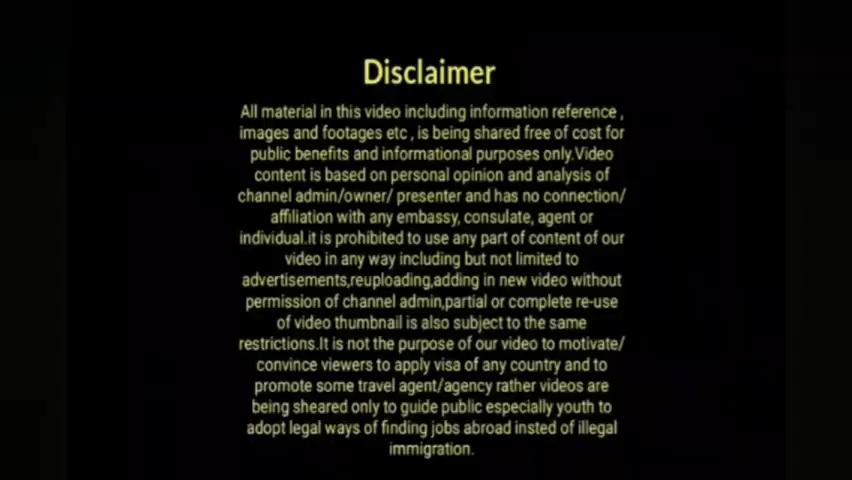 Disclaimer
All material in this video including information reference ,
images and footages etc , is being shared free of cost for
public benefits and informational purposes only.Video
content is based on personal opinion and analysis of
channel admin/owner/ presenter and has no connection/
affiliation with any embassy, consulate, agent or
individual.it is prohibited to use any part of content of our
video in any way including but not limited to
advertisements,reuploading,adding in new video without
permission of channel admin,partial or complete re-use
of video thumbnail is also subject to the same
restrictions.It is not the purpose of our video to motivate/
convince viewers to apply visa of any country and to
promote some travel agent/agency rather videos are
being sheared only to guide public especially youth to
adopt legal ways of finding jobs abroad insted of illegal
immigration.